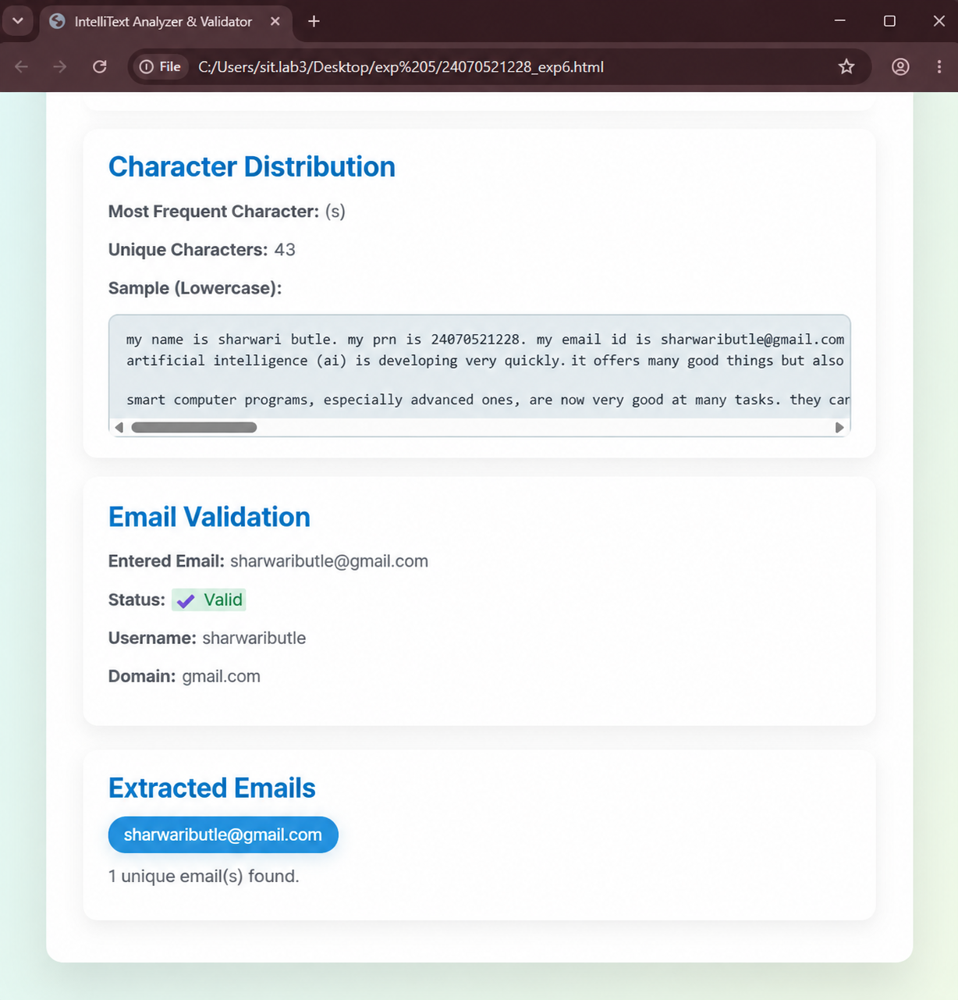 IntelliText Analyzer & Validator
File C:/Users/sit.lab3/Desktop/exp%205/24070521228_exp6.html
Character Distribution
Most Frequent Character: (s)
Unique Characters: 43
Sample (Lowercase):
my name is sharwari butle. my prn is 24070521228. my email id is sharwaributle@gmail.com
artificial intelligence (ai) is developing very quickly. it offers many good things but also
smart computer programs, especially advanced ones, are now very good at many tasks. they can
Email Validation
Entered Email: sharwaributle@gmail.com
Status: ✔ Valid
Username: sharwaributle
Domain: gmail.com
Extracted Emails
sharwaributle@gmail.com
1 unique email(s) found.